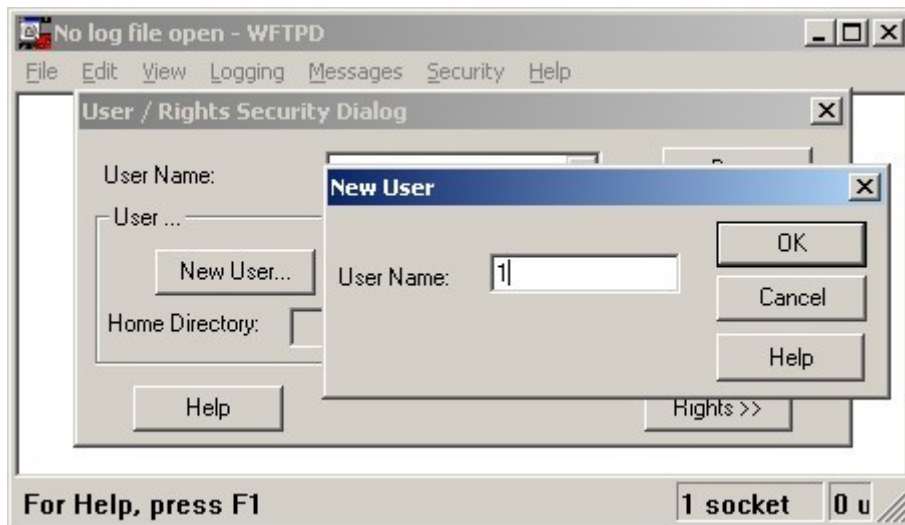 No log file open - WFTPD
File Edit View Logging Messages Security Help
User / Rights Security Dialog
User Name:
New User
User ...
OK
New User...
User Name:
1
Cancel
Home Directory:
Help
Help
Rights >>
For Help, press F1
1 socket
0 u